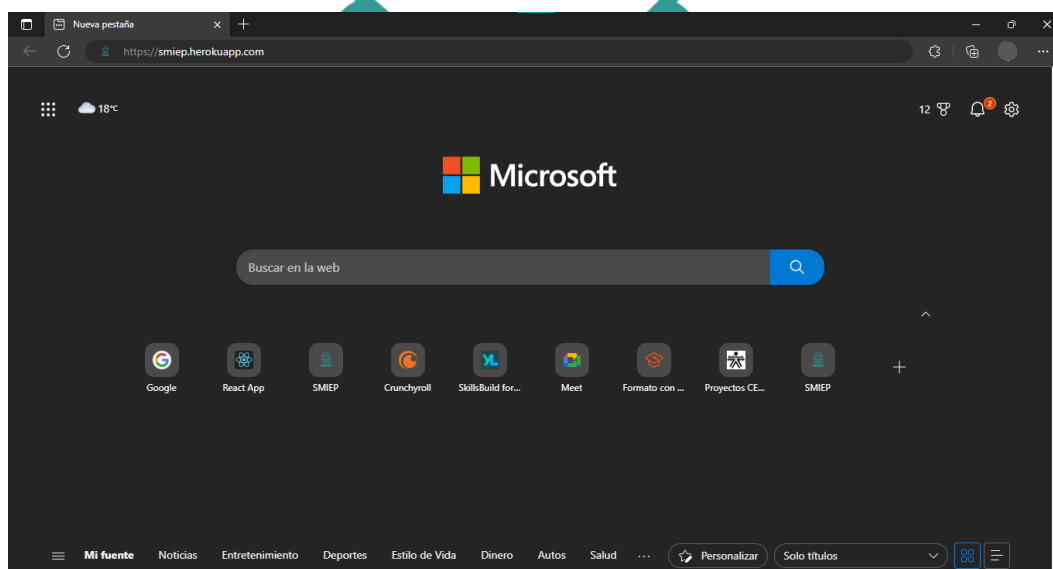 Nueva pestaña
https://smiep.herokuapp.com
18°C
12
2
Microsoft
Buscar en la web
Google React App SMIEP Crunchyroll SkillsBuild for... Meet Formato con ... Proyectos CE... SMIEP
Mi fuente Noticias Entretenimiento Deportes Estilo de Vida Dinero Autos Salud ... Personalizar Solo títulos